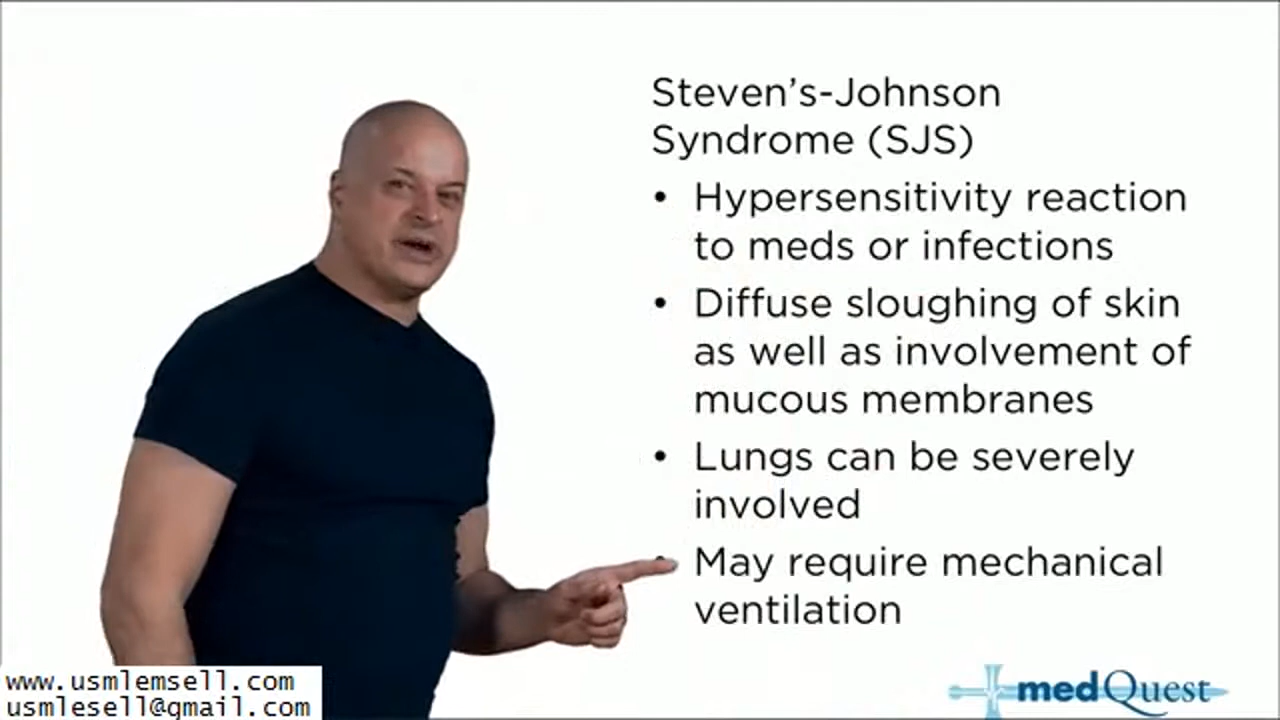 Steven's-Johnson
Syndrome (SJS)
• Hypersensitivity reaction
to meds or infections
• Diffuse sloughing of skin
as well as involvement of
mucous membranes
• Lungs can be severely
involved
• May require mechanical
ventilation
www.usmlemsell.com
usmlesell@gmail.com
medQuest